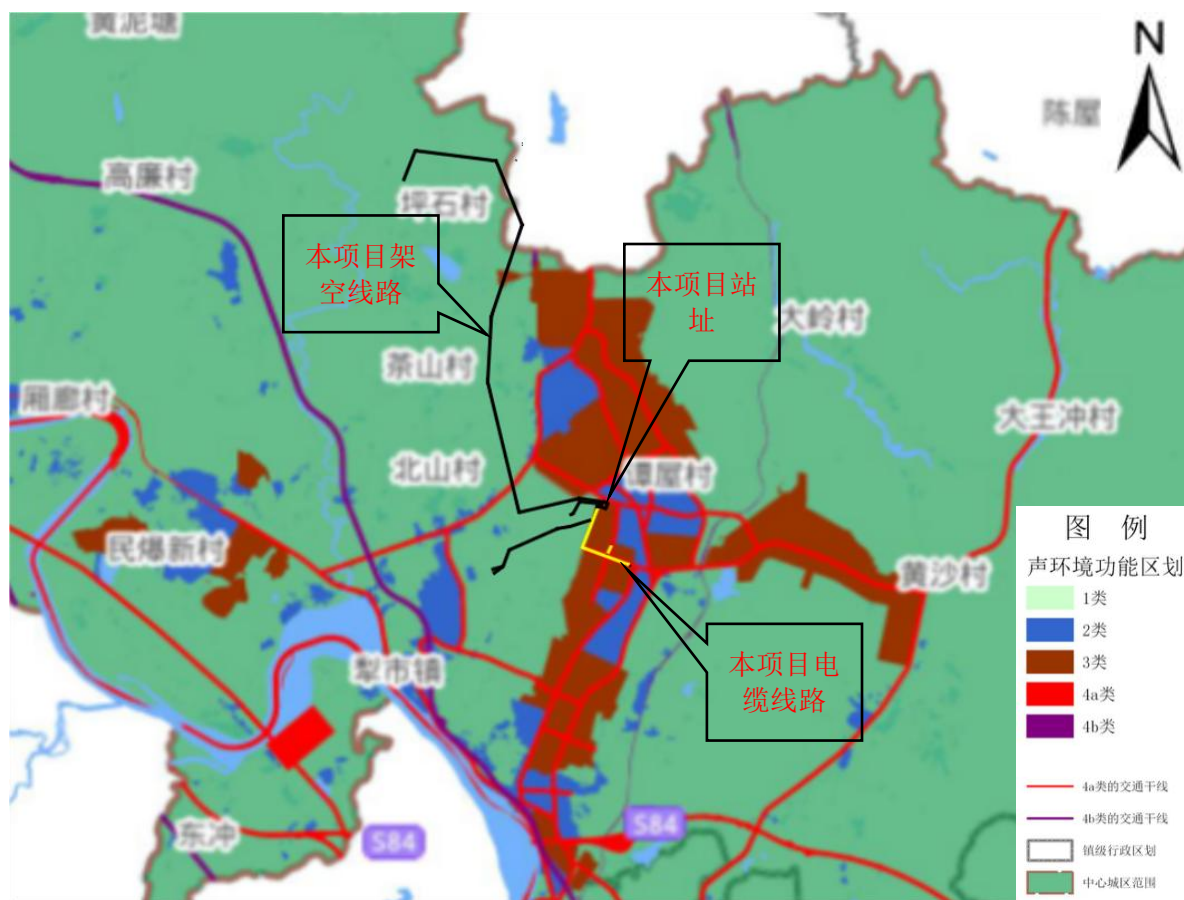 黄泥塘
N
陈屋
高廉村
坪石村
本项目架
空线路
本项目站
址
大岭村
茶山村
厢廊村
大王冲村
北山村
谭屋村
民爆新村
黄沙村
犁市镇
本项目电
缆线路
东冲
S84
S84
图 例
声环境功能区划
1类
2类
3类
4a类
4b类
4a类的交通干线
4b类的交通干线
镇级行政区划
中心城区范围